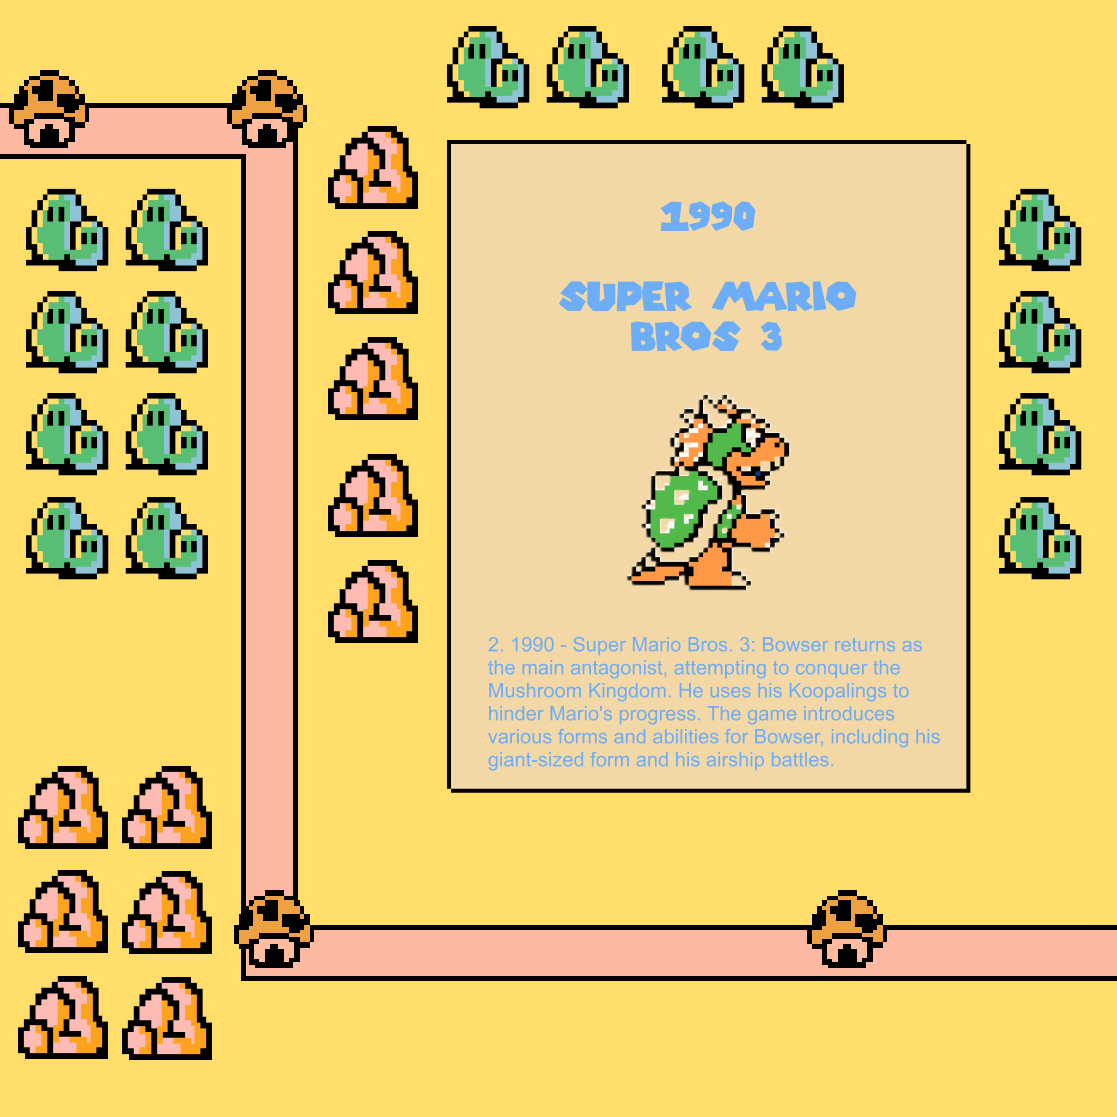 1990
SUPER MARIO
BROS 3
2. 1990 - Super Mario Bros. 3: Bowser returns as
the main antagonist, attempting to conquer the
Mushroom Kingdom. He uses his Koopalings to
hinder Mario's progress. The game introduces
various forms and abilities for Bowser, including his
giant-sized form and his airship battles.